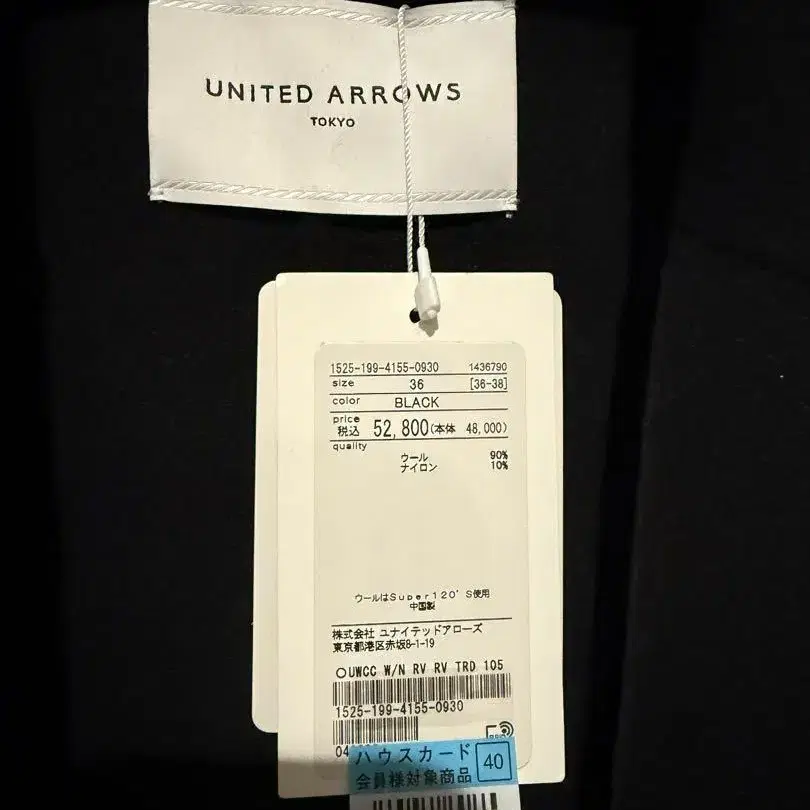 UNITED ARROWS
TOKYO
1525-199-4155-0930 1436790
size 36 [36-38]
color BLACK
price
税込 52,800(本体 48,000)
quality
ウール 90%
ナイロン 10%
ウールはSuper120'S使用
中国製
株式会社 ユナイテッドアローズ
東京都港区赤坂8-1-19
○UWCC W/N RV RV TRD 105
1525-199-4155-0930
04
ハウスカード
会員様対象商品
40